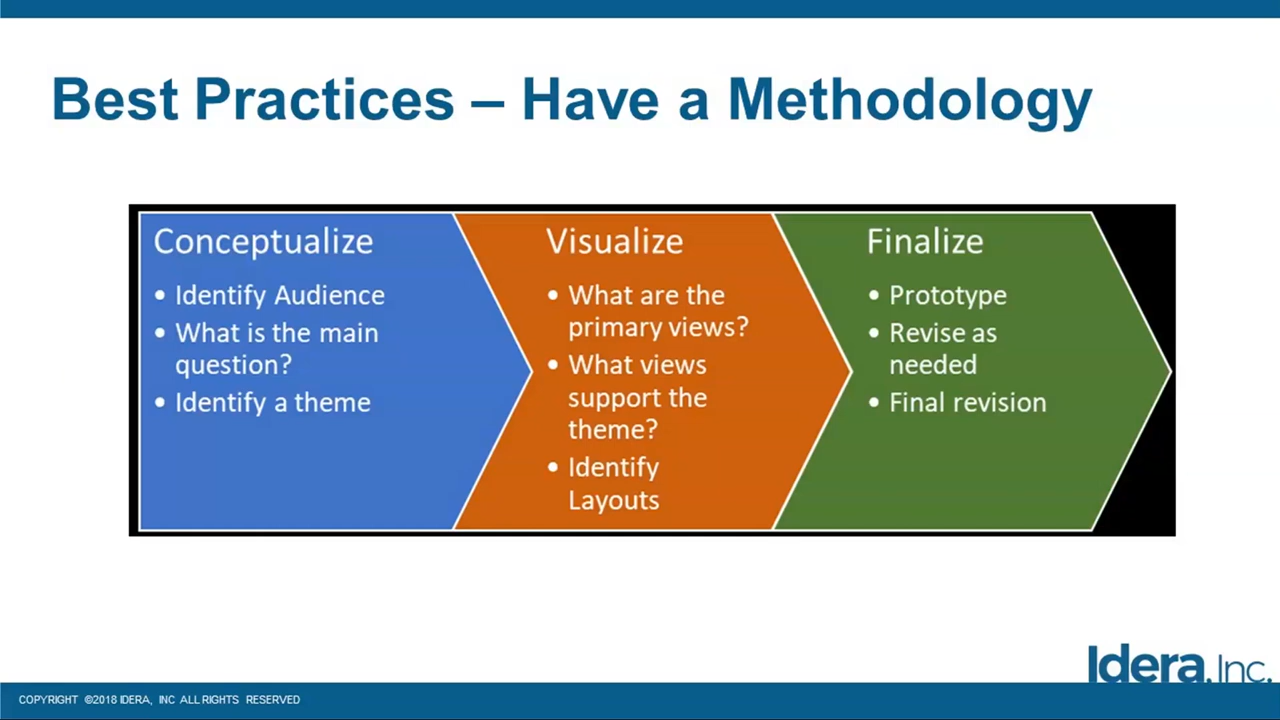 Best Practices – Have a Methodology
Conceptualize
• Identify Audience
• What is the main
question?
• Identify a theme
Visualize
• What are the
primary views?
• What views
support the
theme?
• Identify
Layouts
Finalize
• Prototype
• Revise as
needed
• Final revision
Idera, Inc.
COPYRIGHT ©2018 IDERA, INC ALL RIGHTS RESERVED